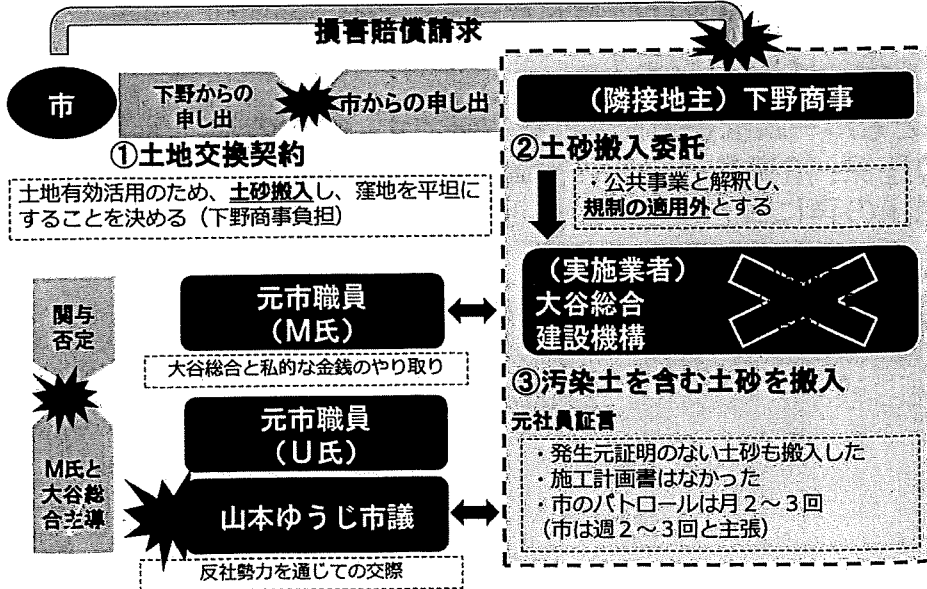 損害賠償請求
市
下野からの
申し出
市からの申し出
(隣接地主)下野商事
①土地交換契約
土地有効活用のため、土砂搬入し、窪地を平坦に
することを決める(下野商事負担)
②土砂搬入委託
・公共事業と解釈し、
規制の適用外とする
(実施業者)
大谷総合
建設機構
関与
否定
元市職員
(M氏)
大谷総合と私的な金銭のやり取り
③汚染土を含む土砂を搬入
元社員証言
・発生元証明のない土砂も搬入した
・施工計画書はなかった
・市のパトロールは月2~3回
(市は週2~3回と主張)
元市職員
(U氏)
M氏と
大谷総
合主導
山本ゆうじ市議
反社勢力を通じての交際